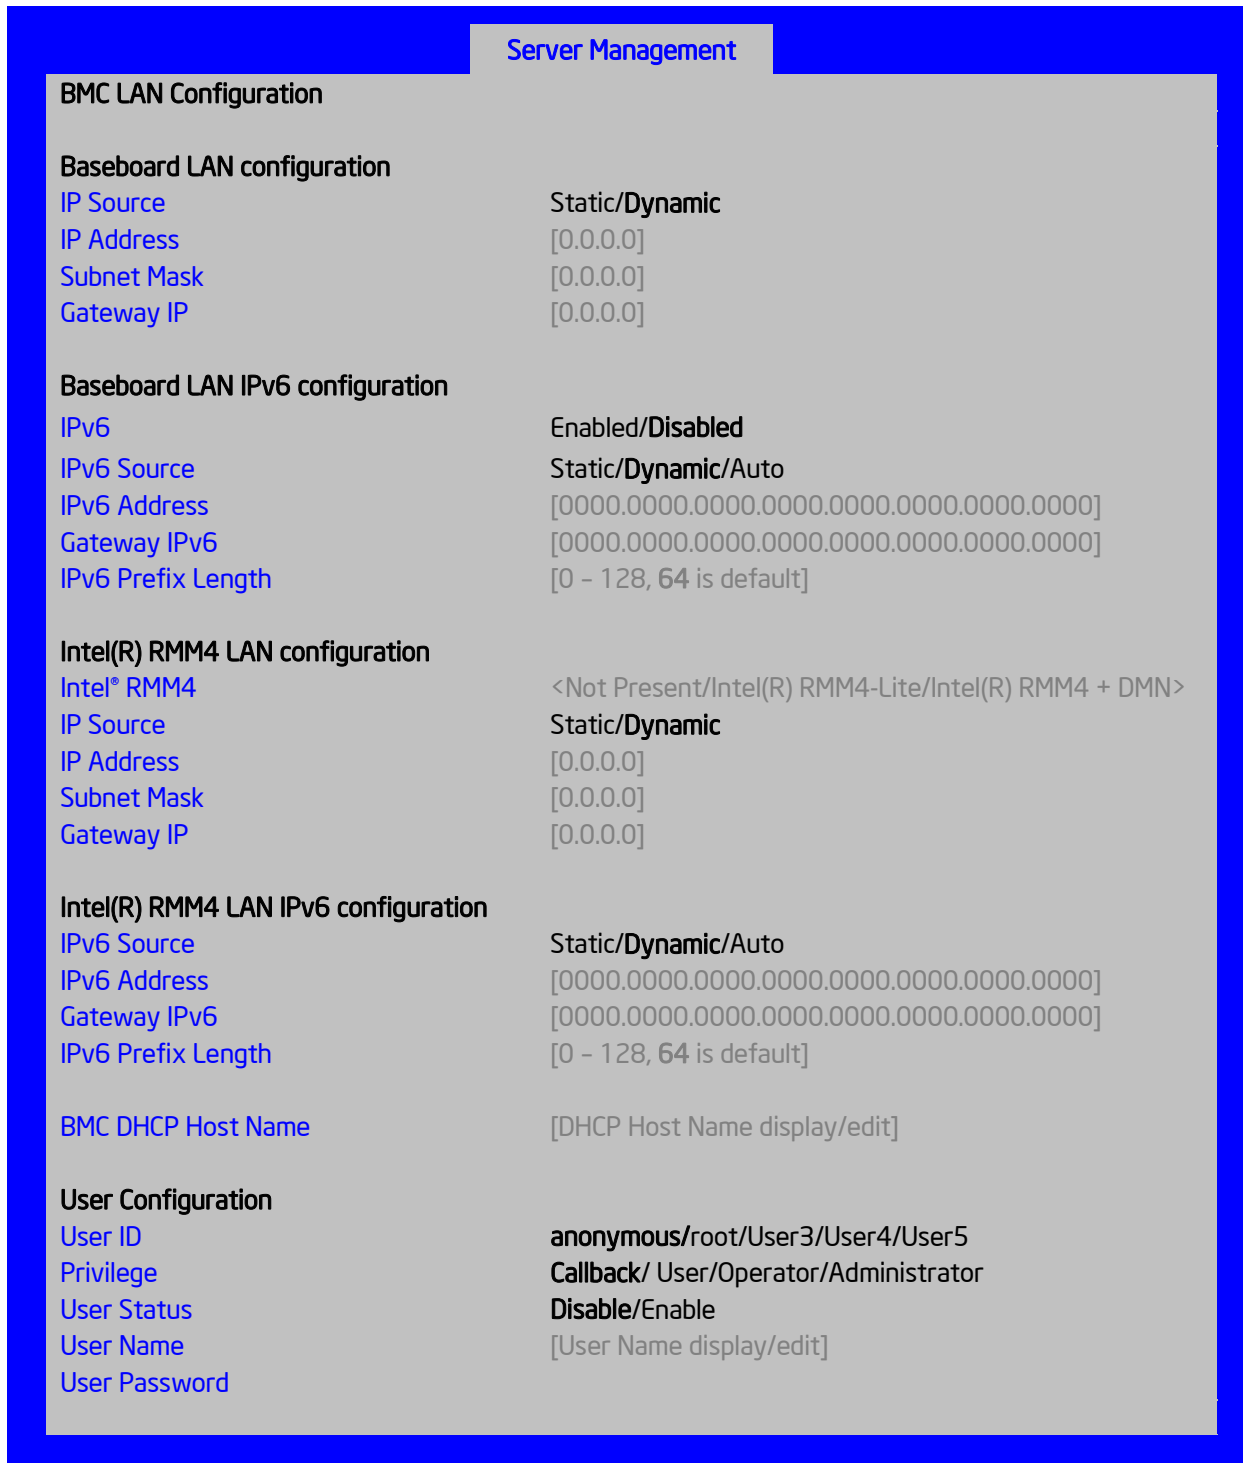 Server Management
BMC LAN Configuration
Baseboard LAN configuration
IP Source Static/Dynamic
IP Address [0.0.0.0]
Subnet Mask [0.0.0.0]
Gateway IP [0.0.0.0]
Baseboard LAN IPv6 configuration
IPv6 Enabled/Disabled
IPv6 Source Static/Dynamic/Auto
IPv6 Address [0000.0000.0000.0000.0000.0000.0000.0000]
Gateway IPv6 [0000.0000.0000.0000.0000.0000.0000.0000]
IPv6 Prefix Length [0 – 128, 64 is default]
Intel(R) RMM4 LAN configuration
Intel® RMM4 <Not Present/Intel(R) RMM4-Lite/Intel(R) RMM4 + DMN>
IP Source Static/Dynamic
IP Address [0.0.0.0]
Subnet Mask [0.0.0.0]
Gateway IP [0.0.0.0]
Intel(R) RMM4 LAN IPv6 configuration
IPv6 Source Static/Dynamic/Auto
IPv6 Address [0000.0000.0000.0000.0000.0000.0000.0000]
Gateway IPv6 [0000.0000.0000.0000.0000.0000.0000.0000]
IPv6 Prefix Length [0 – 128, 64 is default]
BMC DHCP Host Name [DHCP Host Name display/edit]
User Configuration
User ID anonymous/root/User3/User4/User5
Privilege Callback/ User/Operator/Administrator
User Status Disable/Enable
User Name [User Name display/edit]
User Password